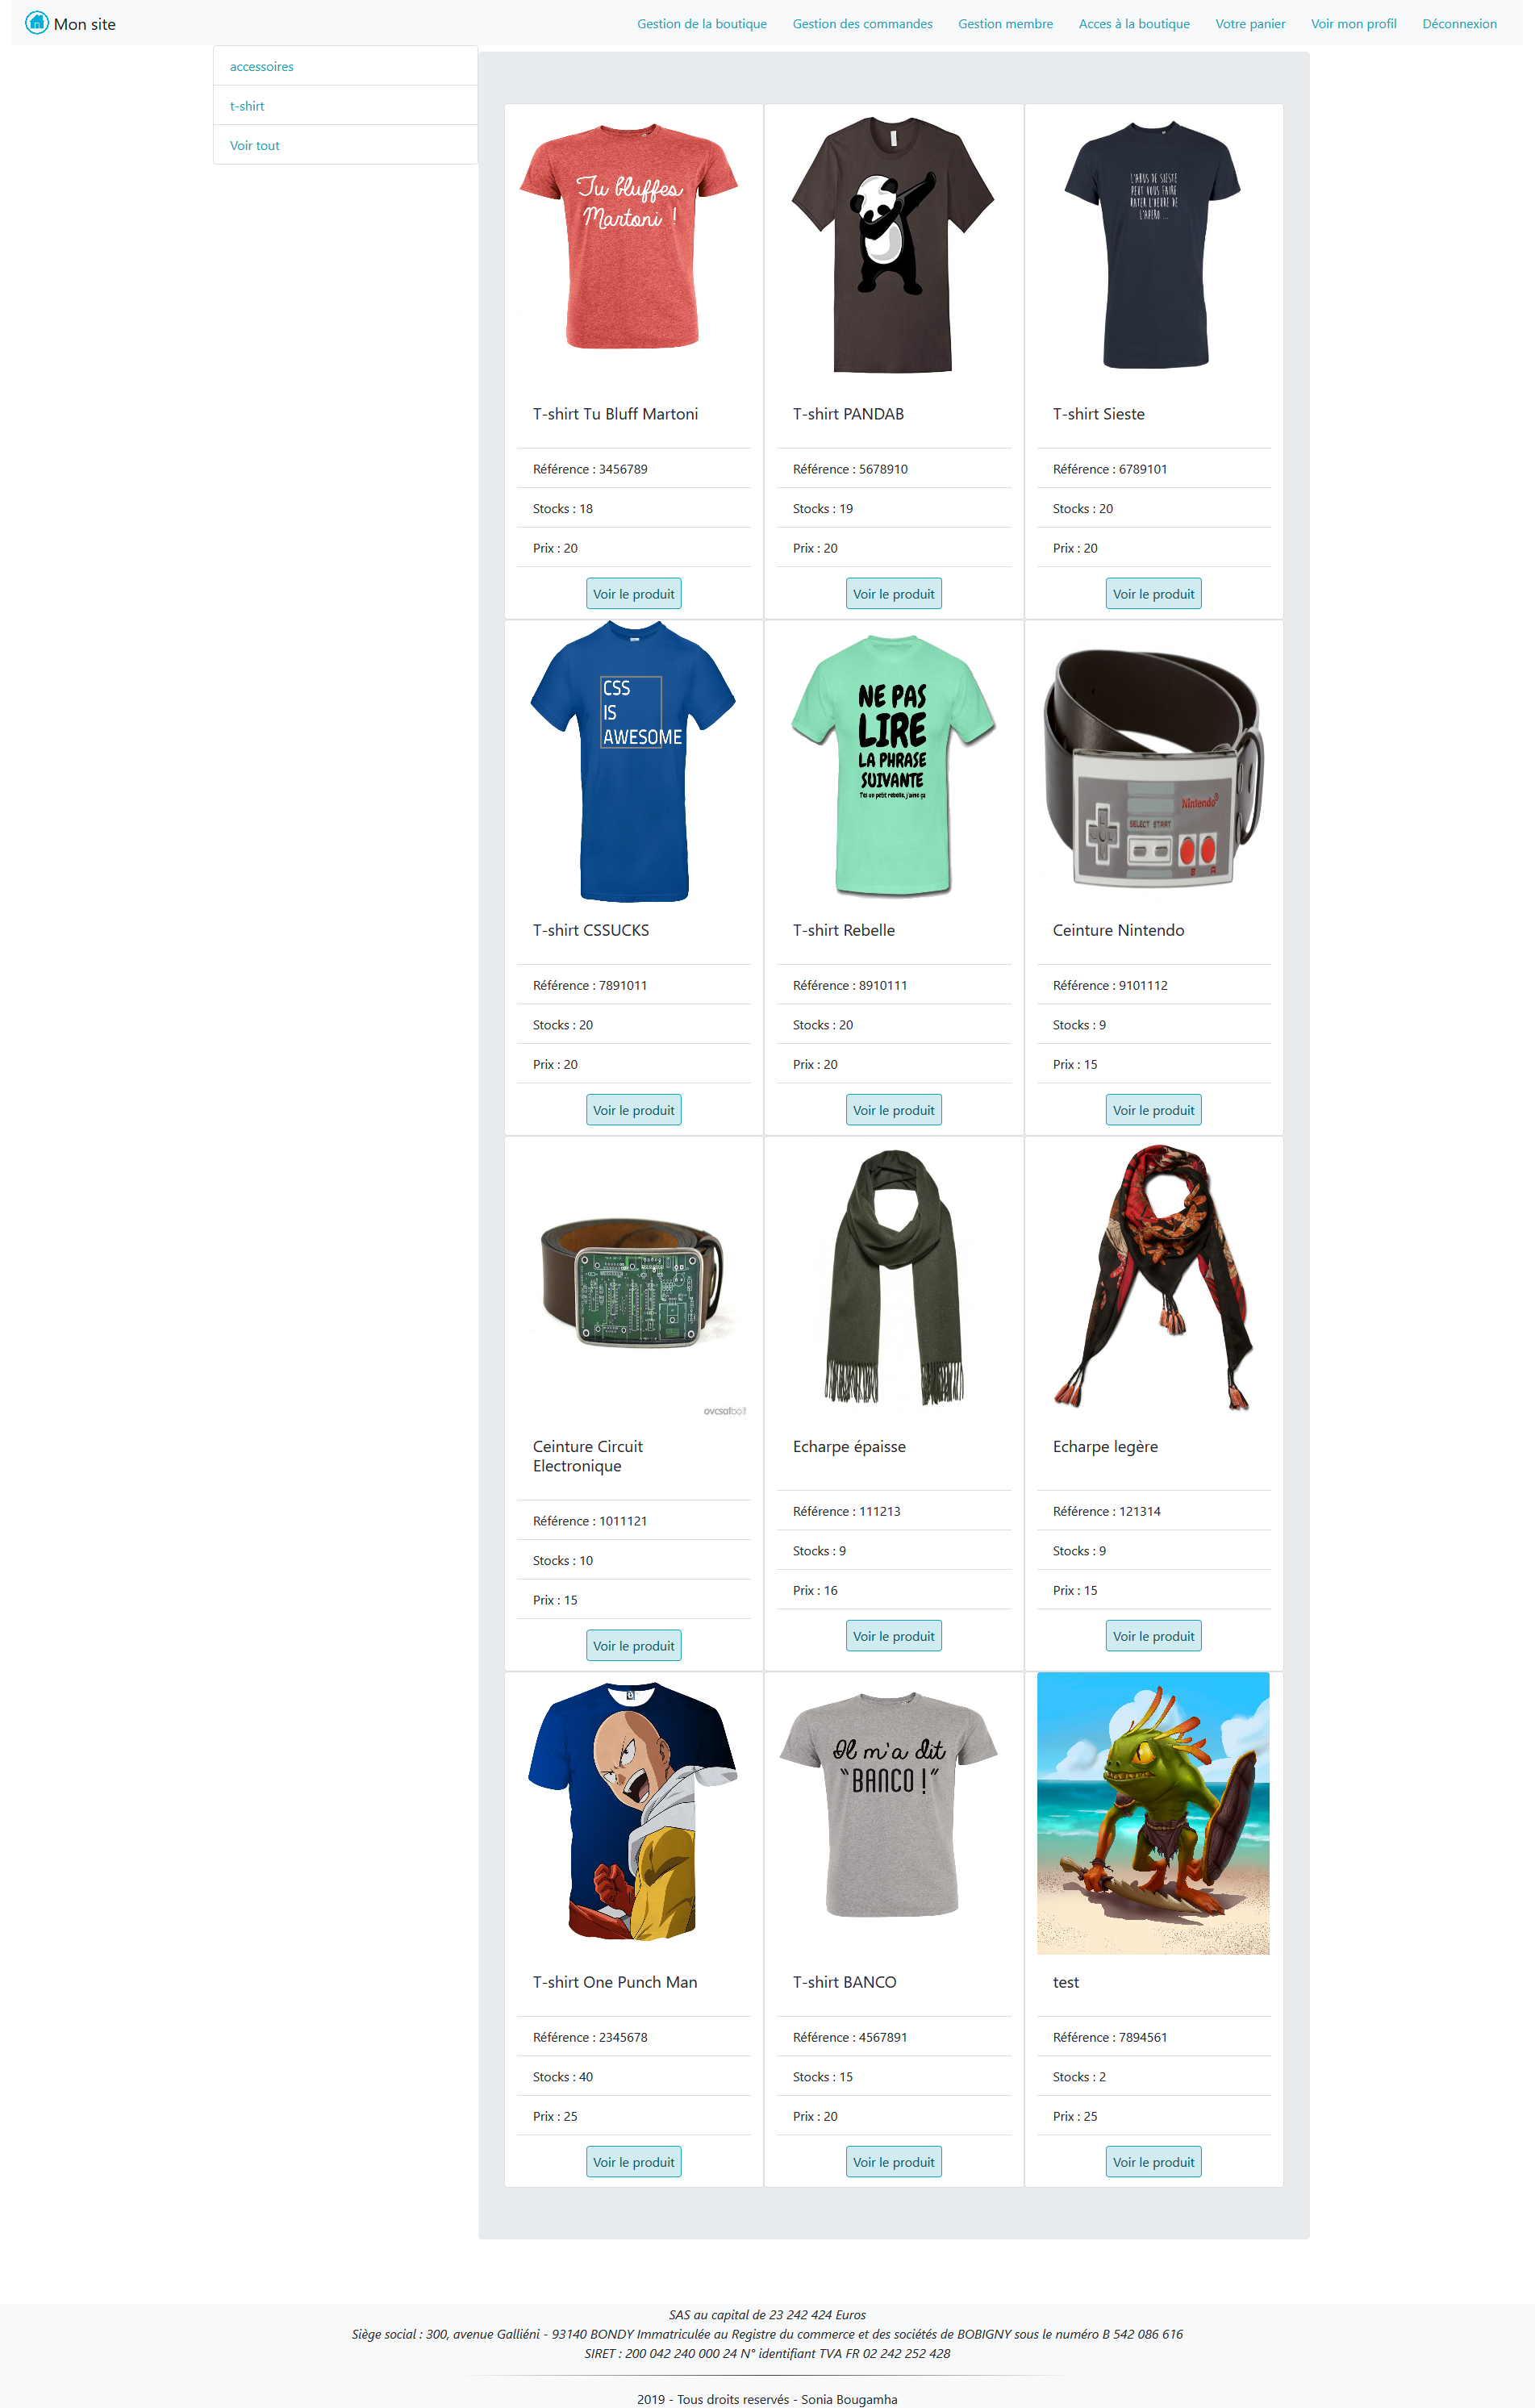 Mon site
Gestion de la boutique
Gestion des commandes
Gestion membre
Acces à la boutique
Votre panier
Voir mon profil
Déconnexion
accessoires
t-shirt
Voir tout
Tu bluffes
Martoni !
T-shirt Tu Bluff Martoni
Référence : 3456789
Stocks : 18
Prix : 20
Voir le produit
T-shirt PANDAB
Référence : 5678910
Stocks : 19
Prix : 20
Voir le produit
L'ABUS DE SIESTE
PEUT VOUS FAIRE
RATER L'HEURE DE
L'APERO ...
T-shirt Sieste
Référence : 6789101
Stocks : 20
Prix : 20
Voir le produit
CSS
IS
AWESOME
T-shirt CSSUCKS
Référence : 7891011
Stocks : 20
Prix : 20
Voir le produit
NE PAS
LIRE
LA PHRASE
SUIVANTE
T'es un petit rebelle, j'aime ça
T-shirt Rebelle
Référence : 8910111
Stocks : 20
Prix : 20
Voir le produit
Nintendo®
SELECT START
B A
Ceinture Nintendo
Référence : 9101112
Stocks : 9
Prix : 15
Voir le produit
Ceinture Circuit
Electronique
Référence : 1011121
Stocks : 10
Prix : 15
Voir le produit
Echarpe épaisse
Référence : 111213
Stocks : 9
Prix : 16
Voir le produit
Echarpe legère
Référence : 121314
Stocks : 9
Prix : 15
Voir le produit
T-shirt One Punch Man
Référence : 2345678
Stocks : 40
Prix : 25
Voir le produit
Il m'a dit
"BANCO !"
T-shirt BANCO
Référence : 4567891
Stocks : 15
Prix : 20
Voir le produit
test
Référence : 7894561
Stocks : 2
Prix : 25
Voir le produit
SAS au capital de 23 242 424 Euros
Siège social : 300, avenue Galliéni - 93140 BONDY Immatriculée au Registre du commerce et des sociétés de BOBIGNY sous le numéro B 542 086 616
SIRET : 200 042 240 000 24 N° identifiant TVA FR 02 242 252 428
2019 - Tous droits reservés - Sonia Bougamha